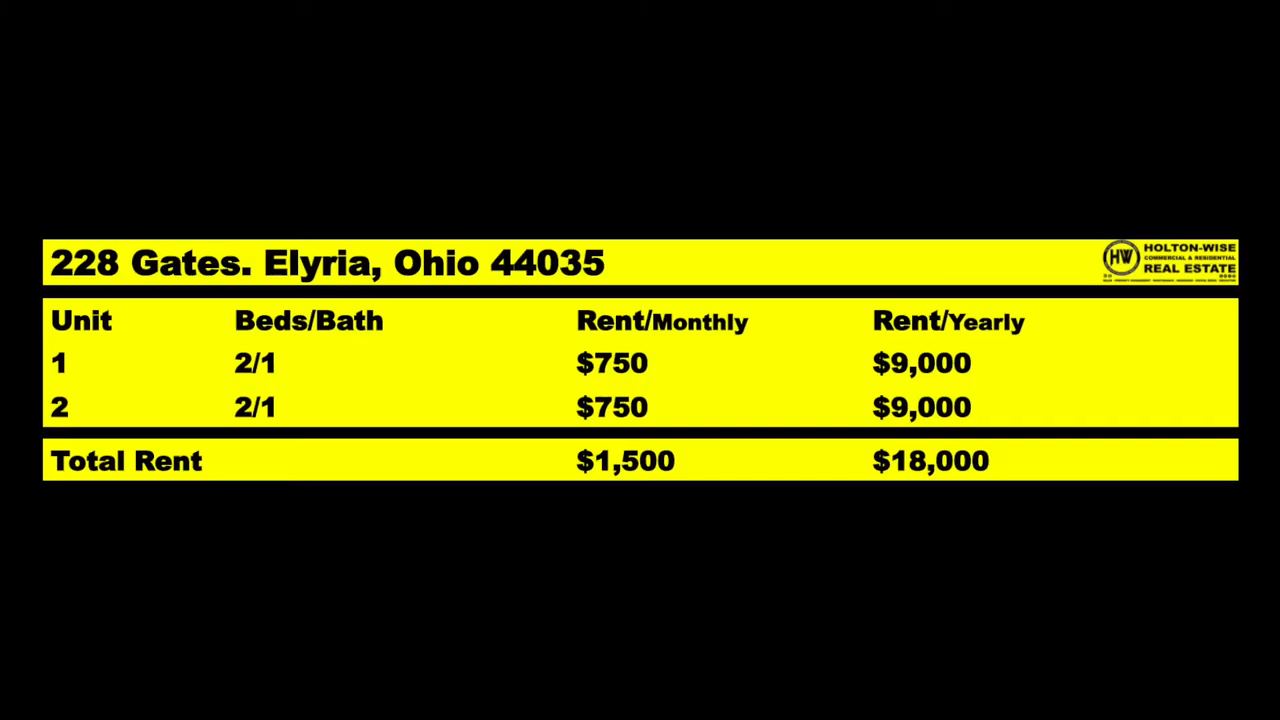 228 Gates. Elyria, Ohio 44035
HW
HOLTON-WISE
COMMERCIAL & RESIDENTIAL
REAL ESTATE
Unit Beds/Bath Rent/Monthly Rent/Yearly
1 2/1 $750 $9,000
2 2/1 $750 $9,000
Total Rent $1,500 $18,000